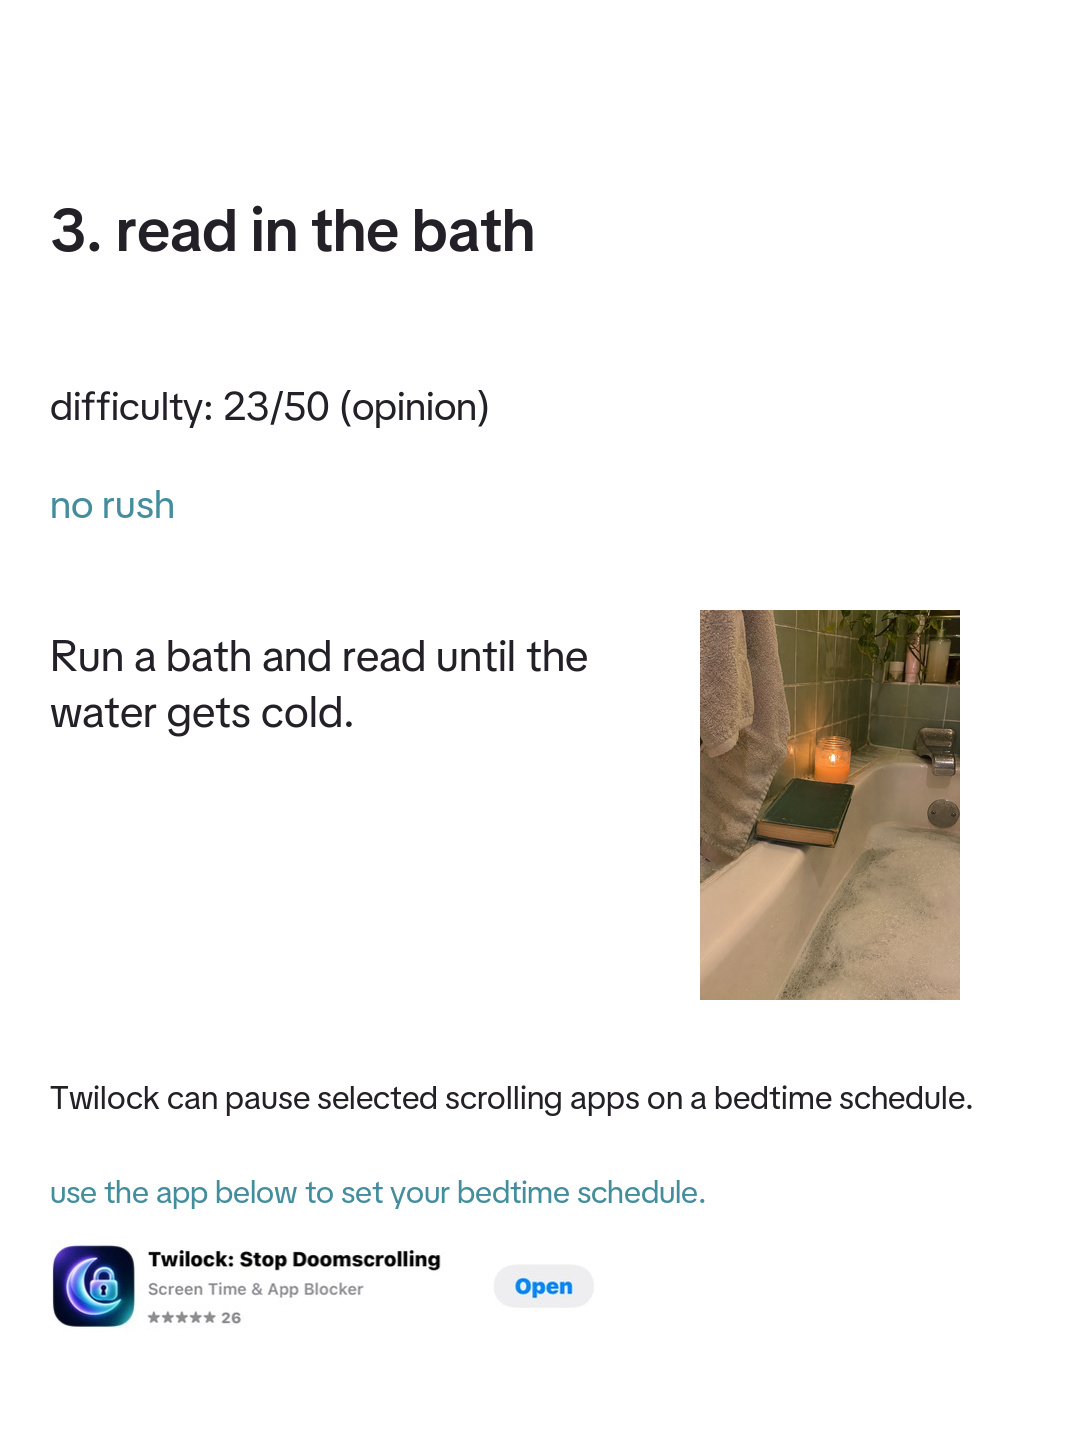 3. read in the bath
difficulty: 23/50 (opinion)
no rush
Run a bath and read until the
water gets cold.
Twilock can pause selected scrolling apps on a bedtime schedule.
use the app below to set your bedtime schedule.
Twilock: Stop Doomscrolling
Screen Time & App Blocker
★★★★★ 26
Open